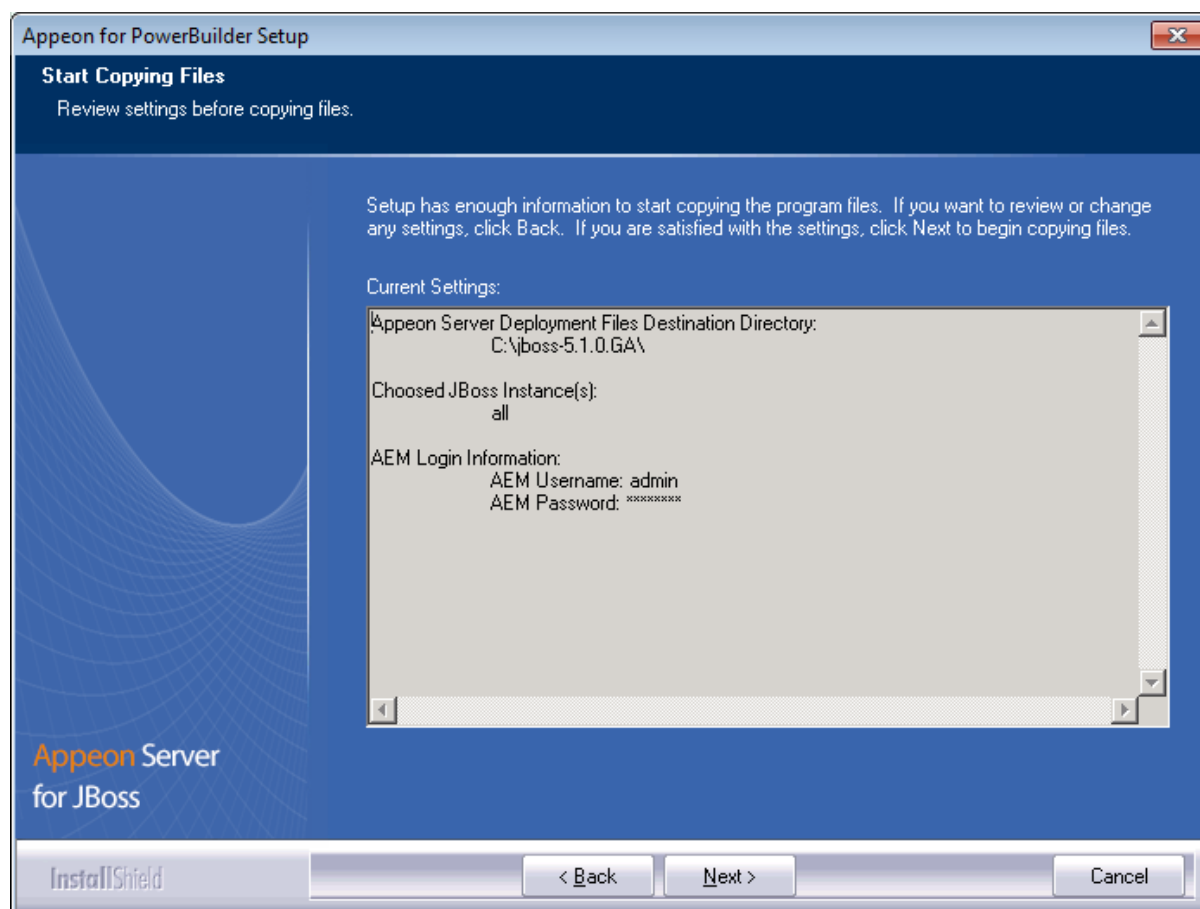 Appeon for PowerBuilder Setup
Start Copying Files
Review settings before copying files.
Setup has enough information to start copying the program files. If you want to review or change
any settings, click Back. If you are satisfied with the settings, click Next to begin copying files.
Current Settings:
Appeon Server Deployment Files Destination Directory:
C:\jboss-5.1.0.GA\
Choosed JBoss Instance(s):
all
AEM Login Information:
AEM Username: admin
AEM Password: ********
Appeon Server
for JBoss
InstallShield
< Back
Next >
Cancel